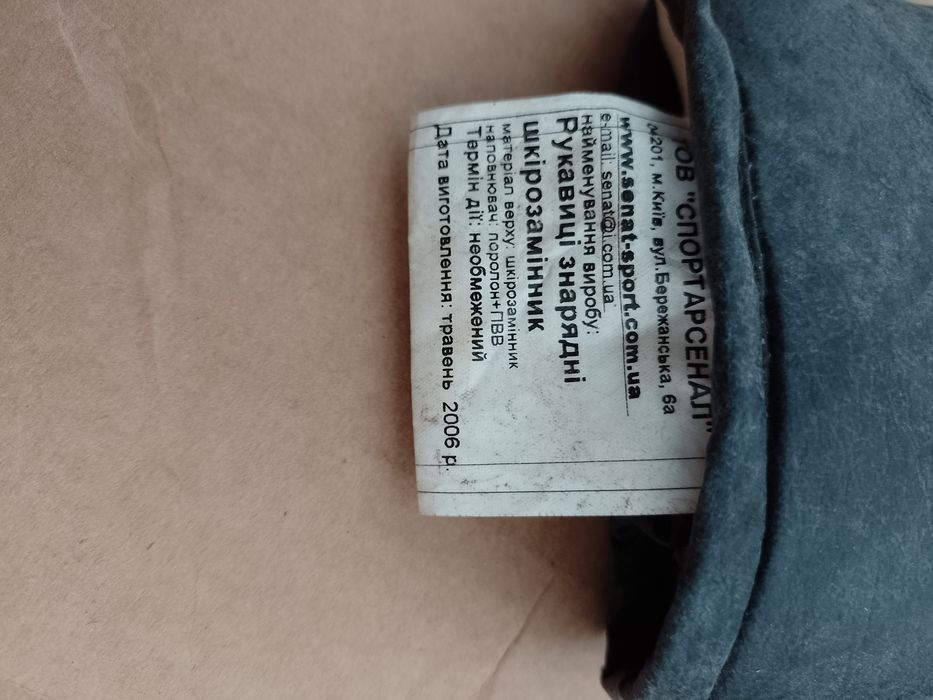 ТОВ "СПОРТАРСЕНАЛ"
04201, м.Київ, вул.Бережанська, 6а
www.senat-sport.com.ua
e-mail: senat@i.com.ua
найменування виробу:
Рукавиці знарядні
шкірозамінник
матеріал верху: шкірозамінник
наповнювач: поролон+ПВВ
Термін дії: необмежений
Дата виготовлення: травень 2006 р.